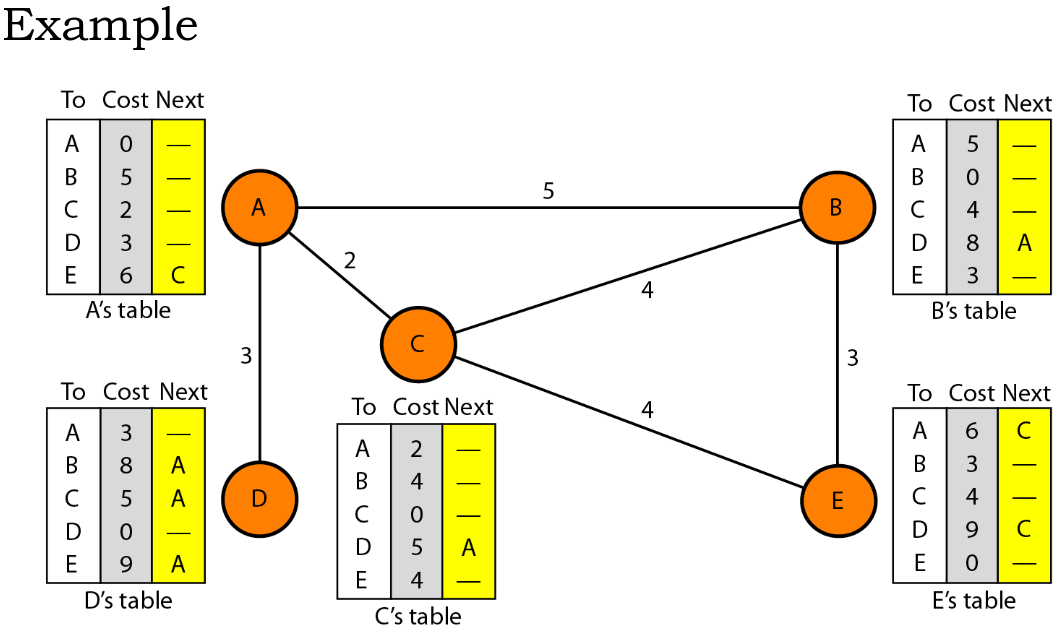 Example
To Cost Next
A 0 —
B 5 —
C 2 —
D 3 —
E 6 C
A’s table
To Cost Next
A 5 —
B 0 —
C 4 —
D 8 A
E 3 —
B’s table
A
5
B
2
4
C
3
3
4
D
E
To Cost Next
A 3 —
B 8 A
C 5 A
D 0 —
E 9 A
D’s table
To Cost Next
A 2 —
B 4 —
C 0 —
D 5 A
E 4 —
C’s table
To Cost Next
A 6 C
B 3 —
C 4 —
D 9 C
E 0 —
E’s table